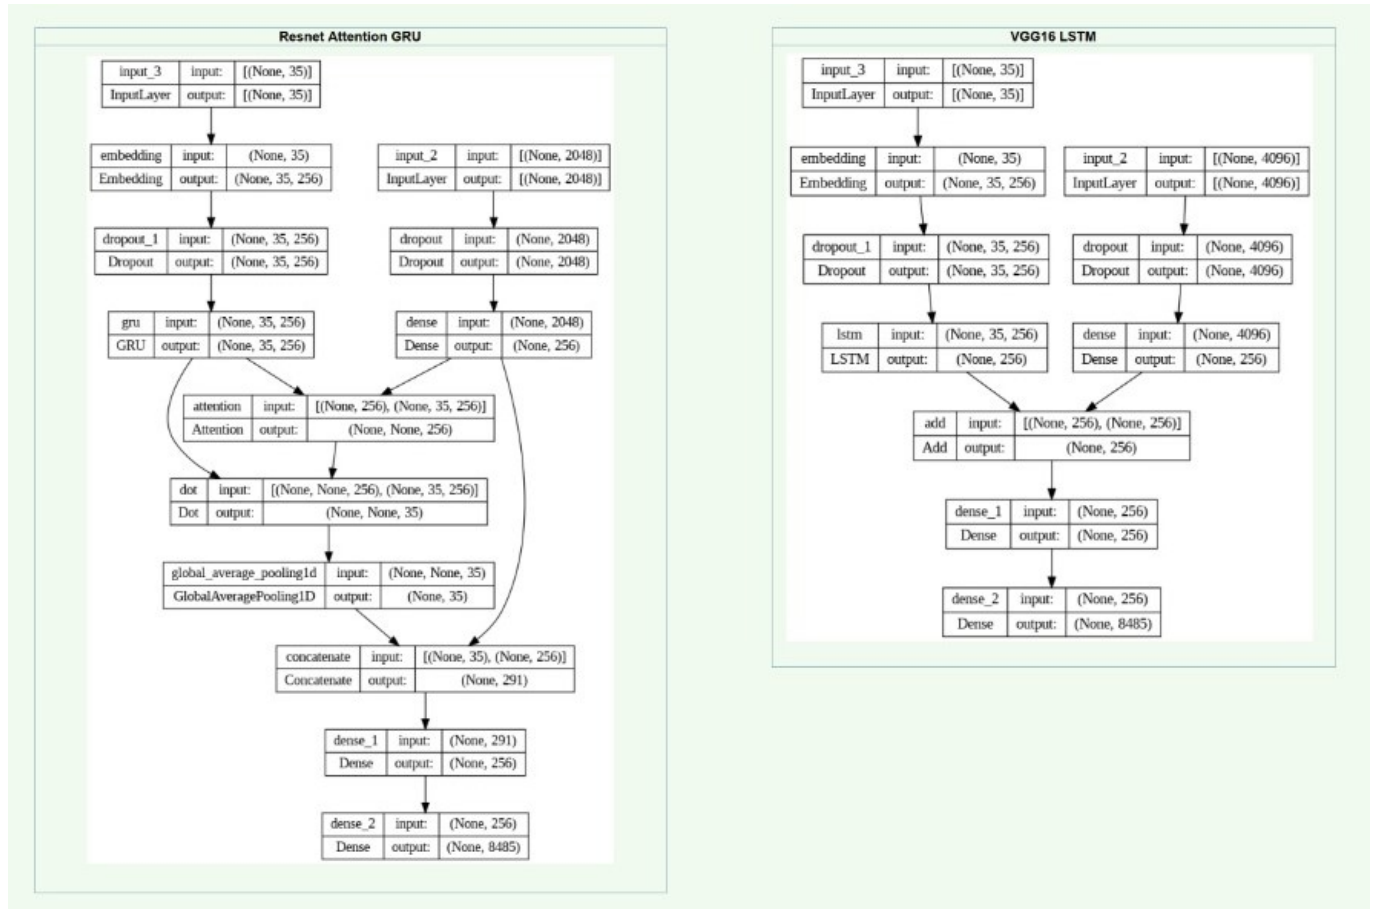 Resnet Attention GRU
input_3 input: [(None, 35)]
InputLayer output: [(None, 35)]
embedding input: (None, 35)
Embedding output: (None, 35, 256)
input_2 input: [(None, 2048)]
InputLayer output: [(None, 2048)]
dropout_1 input: (None, 35, 256)
Dropout output: (None, 35, 256)
dropout input: (None, 2048)
Dropout output: (None, 2048)
gru input: (None, 35, 256)
GRU output: (None, 35, 256)
dense input: (None, 2048)
Dense output: (None, 256)
attention input: [(None, 256), (None, 35, 256)]
Attention output: (None, None, 256)
dot input: [(None, None, 256), (None, 35, 256)]
Dot output: (None, None, 35)
global_average_pooling1d input: (None, None, 35)
GlobalAveragePooling1D output: (None, 35)
concatenate input: [(None, 35), (None, 256)]
Concatenate output: (None, 291)
dense_1 input: (None, 291)
Dense output: (None, 256)
dense_2 input: (None, 256)
Dense output: (None, 8485)
VGG16 LSTM
input_3 input: [(None, 35)]
InputLayer output: [(None, 35)]
embedding input: (None, 35)
Embedding output: (None, 35, 256)
input_2 input: [(None, 4096)]
InputLayer output: [(None, 4096)]
dropout_1 input: (None, 35, 256)
Dropout output: (None, 35, 256)
dropout input: (None, 4096)
Dropout output: (None, 4096)
lstm input: (None, 35, 256)
LSTM output: (None, 256)
dense input: (None, 4096)
Dense output: (None, 256)
add input: [(None, 256), (None, 256)]
Add output: (None, 256)
dense_1 input: (None, 256)
Dense output: (None, 256)
dense_2 input: (None, 256)
Dense output: (None, 8485)